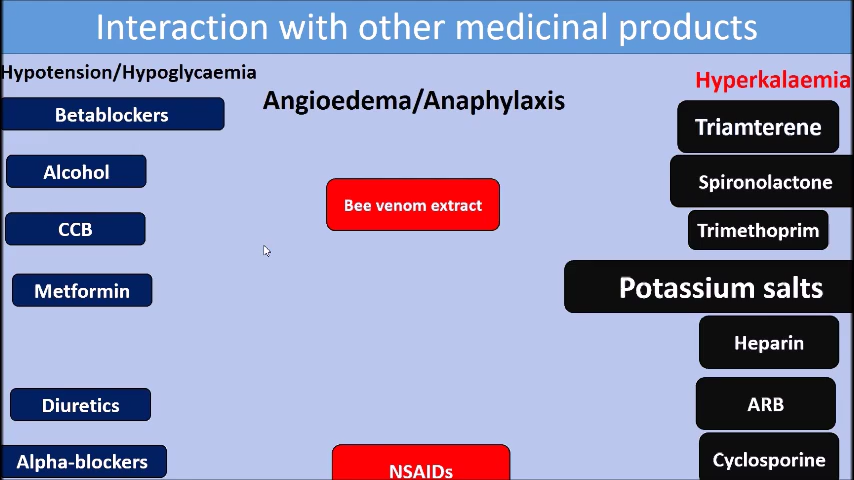 Interaction with other medicinal products
Hypotension/Hypoglycaemia
Betablockers
Alcohol
CCB
Metformin
Diuretics
Alpha-blockers
Angioedema/Anaphylaxis
Bee venom extract
NSAIDs
Hyperkalaemia
Triamterene
Spironolactone
Trimethoprim
Potassium salts
Heparin
ARB
Cyclosporine